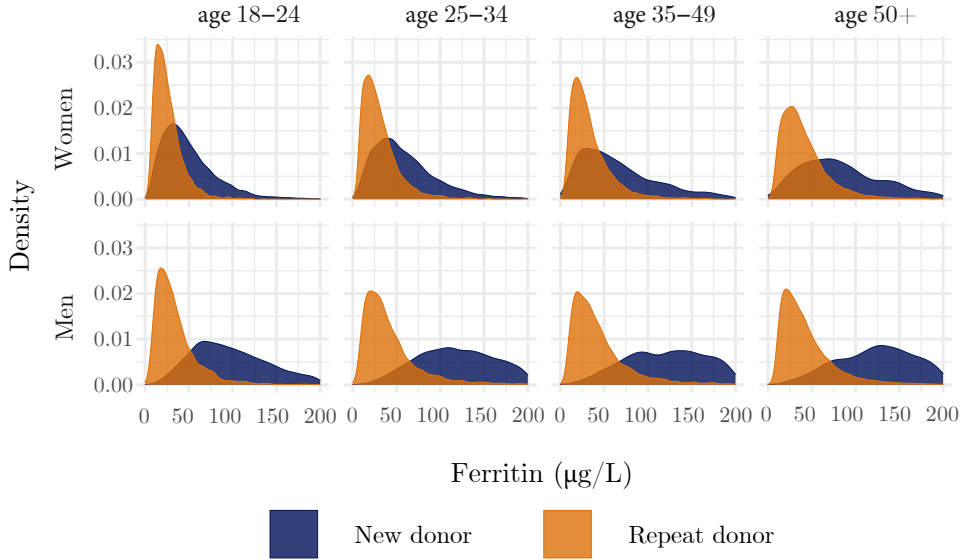 age 18–24 age 25–34 age 35–49 age 50+
Women
0.03
0.02
0.01
0.00
Density
Men
0.03
0.02
0.01
0.00
0 50 100 150 200 0 50 100 150 200 0 50 100 150 200 0 50 100 150 200
Ferritin (μg/L)
New donor Repeat donor